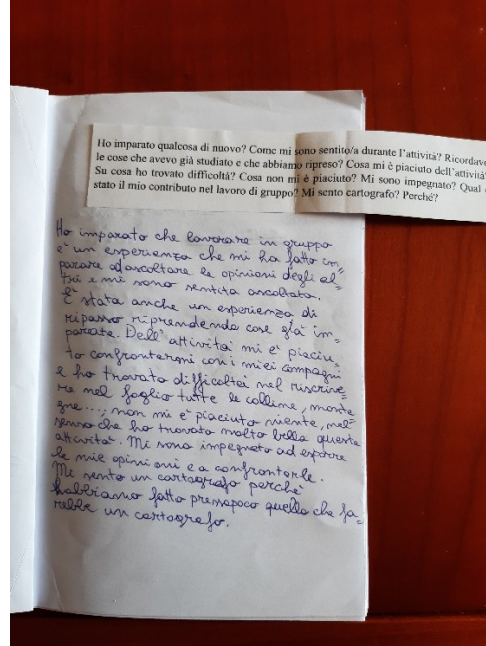 Ho imparato qualcosa di nuovo? Come mi sono sentito/a durante l'attività? Ricordavo
le cose che avevo già studiato e che abbiamo ripreso? Cosa mi è piaciuto dell'attività?
Su cosa ho trovato difficoltà? Cosa non mi è piaciuto? Mi sono impegnato? Qual
stato il mio contributo nel lavoro di gruppo? Mi sento cartografo? Perché?
Ho imparato che lavorare in gruppo
e' un esperienza che mi ha fatto im=
parare ad ascoltare le opinioni degli al=
tri e mi sono sentita ascoltata.
E' stata anche un esperienza di
ripasso riprendendo cose già im=
parate. Dell'attivitai mi e' piaciu=
to confrontarmi con i miei compagni
e ho trovato difficoltei nel riscrive=
re nel foglio tutte le colline, monta
gne...; non mi e' piaciuto niente, nel
senso che ho trovato molto bella questa
attivita'. Mi sono impegnato ad esporre
le mie opinioni e a confrontarle.
Mi sento un cartografo perchè
habbiamo fatto pressapoco quello che fa=
rebbe un cartografo.